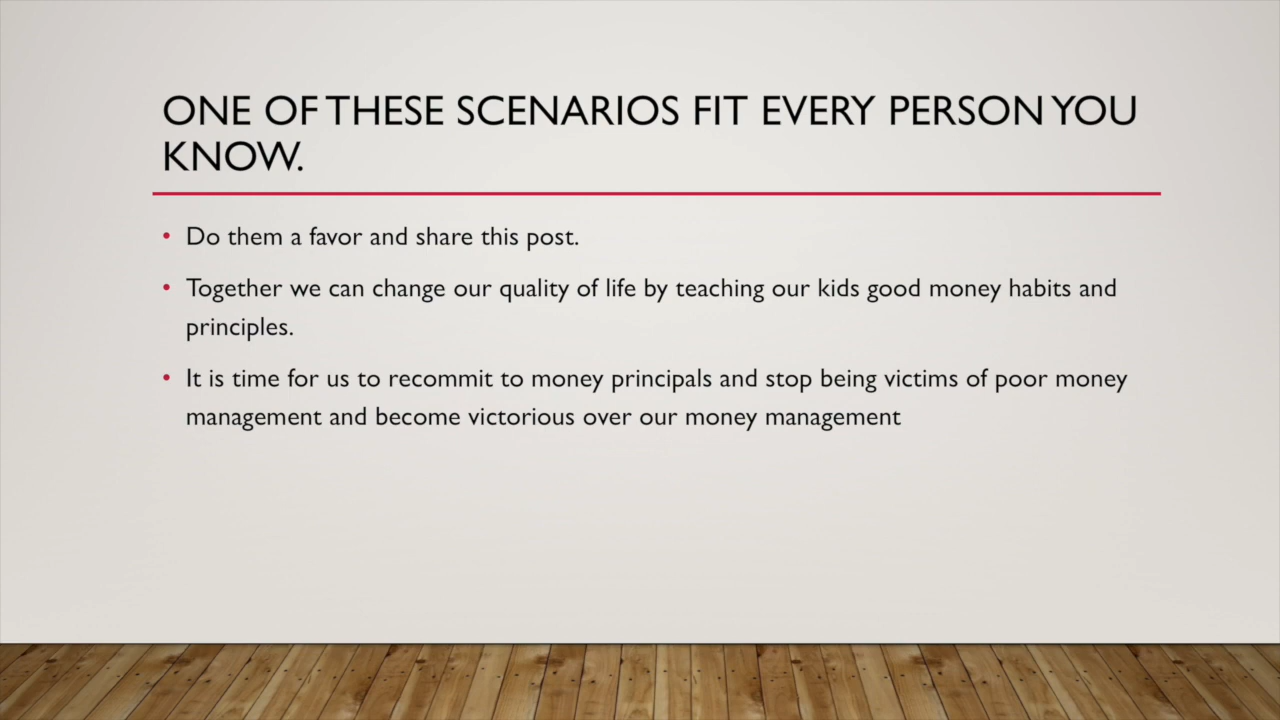 ONE OF THESE SCENARIOS FIT EVERY PERSON YOU
KNOW.
• Do them a favor and share this post.
• Together we can change our quality of life by teaching our kids good money habits and
principles.
• It is time for us to recommit to money principals and stop being victims of poor money
management and become victorious over our money management